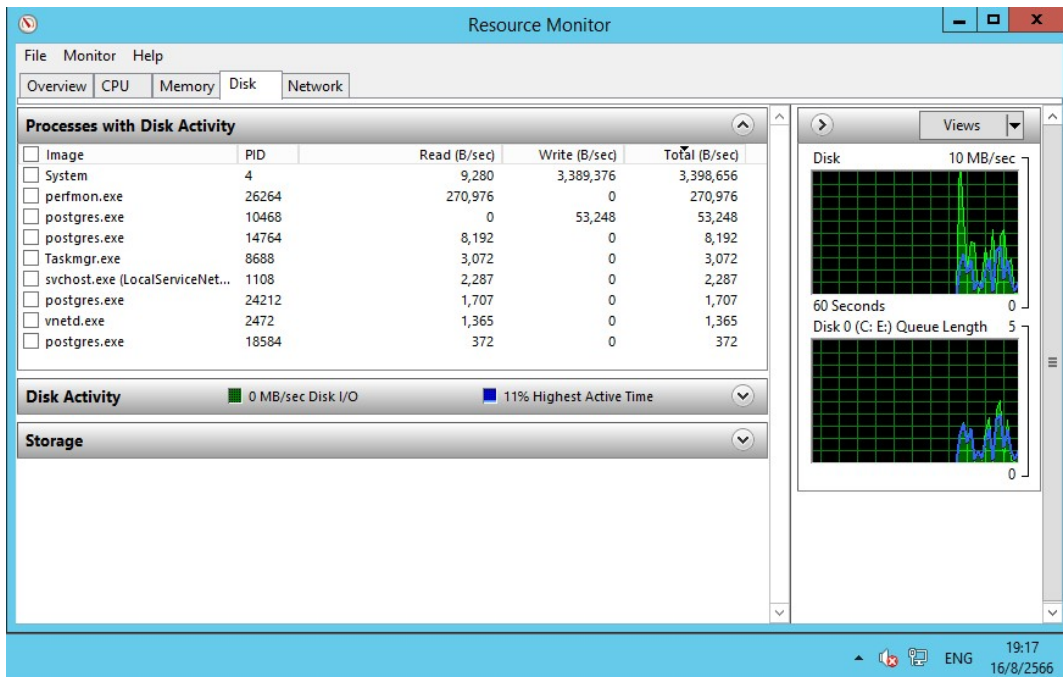 Resource Monitor
File Monitor Help
Overview CPU Memory Disk Network
Processes with Disk Activity
Image PID Read (B/sec) Write (B/sec) Total (B/sec)
System 4 9,280 3,389,376 3,398,656
perfmon.exe 26264 270,976 0 270,976
postgres.exe 10468 0 53,248 53,248
postgres.exe 14764 8,192 0 8,192
Taskmgr.exe 8688 3,072 0 3,072
svchost.exe (LocalServiceNet... 1108 2,287 0 2,287
postgres.exe 24212 1,707 0 1,707
vnetd.exe 2472 1,365 0 1,365
postgres.exe 18584 372 0 372
Disk Activity 0 MB/sec Disk I/O 11% Highest Active Time
Storage
Views
Disk 10 MB/sec
60 Seconds 0
Disk 0 (C: E:) Queue Length 5
0
ENG 19:17
16/8/2566